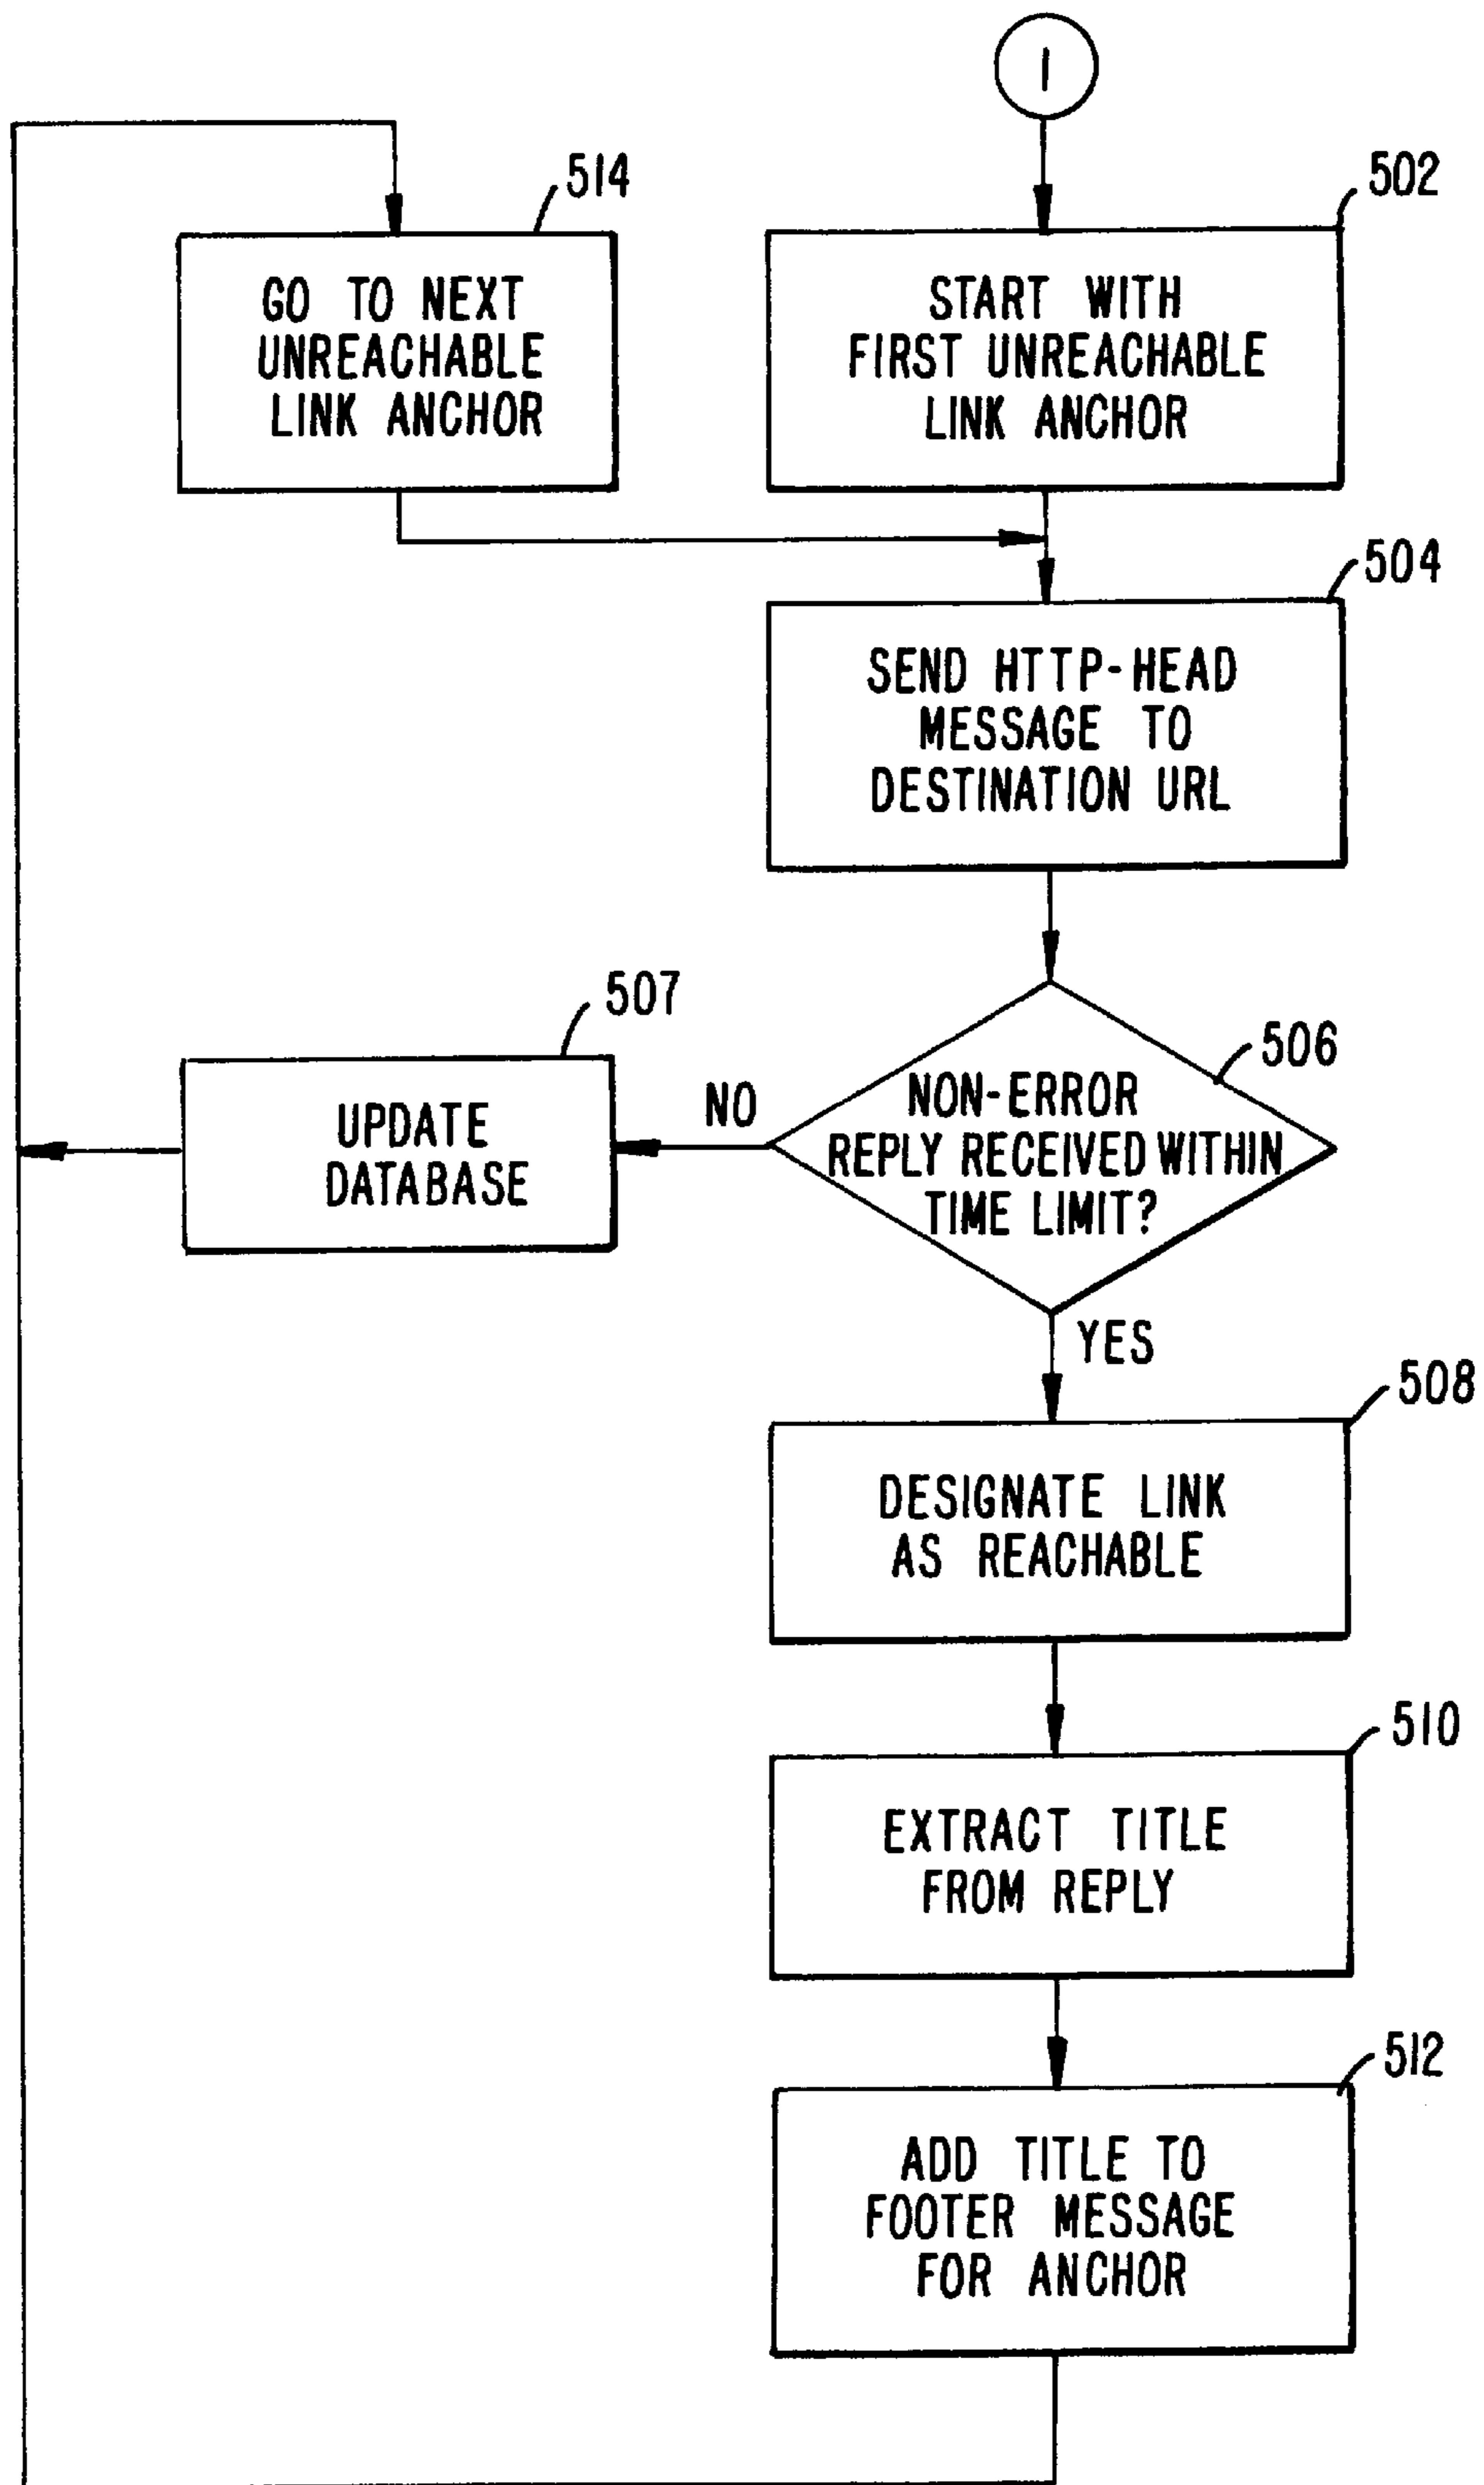 1
514
GO TO NEXT
UNREACHABLE
LINK ANCHOR
502
START WITH
FIRST UNREACHABLE
LINK ANCHOR
504
SEND HTTP-HEAD
MESSAGE TO
DESTINATION URL
507
UPDATE
DATABASE
NO
506
NON-ERROR
REPLY RECEIVED WITHIN
TIME LIMIT?
YES
508
DESIGNATE LINK
AS REACHABLE
510
EXTRACT TITLE
FROM REPLY
512
ADD TITLE TO
FOOTER MESSAGE
FOR ANCHOR